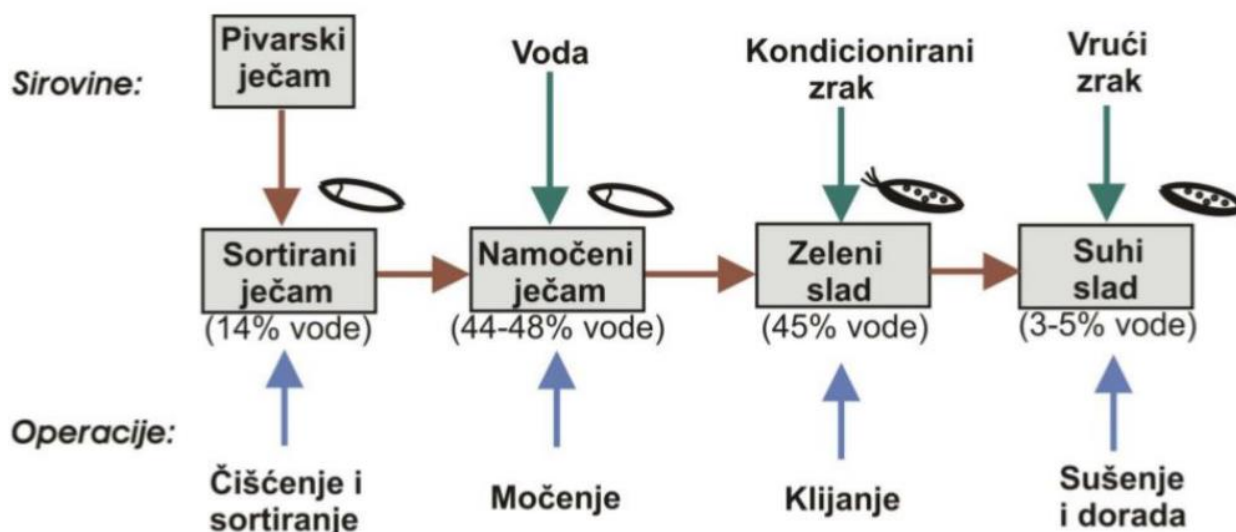 Sirovine:
Pivarski
ječam
Voda
Kondicionirani
zrak
Vrući
zrak
Sortirani
ječam
(14% vode)
Namočeni
ječam
(44-48% vode)
Zeleni
slad
(45% vode)
Suhi
slad
(3-5% vode)
Operacije:
Čišćenje i
sortiranje
Močenje
Klijanje
Sušenje
i dorada